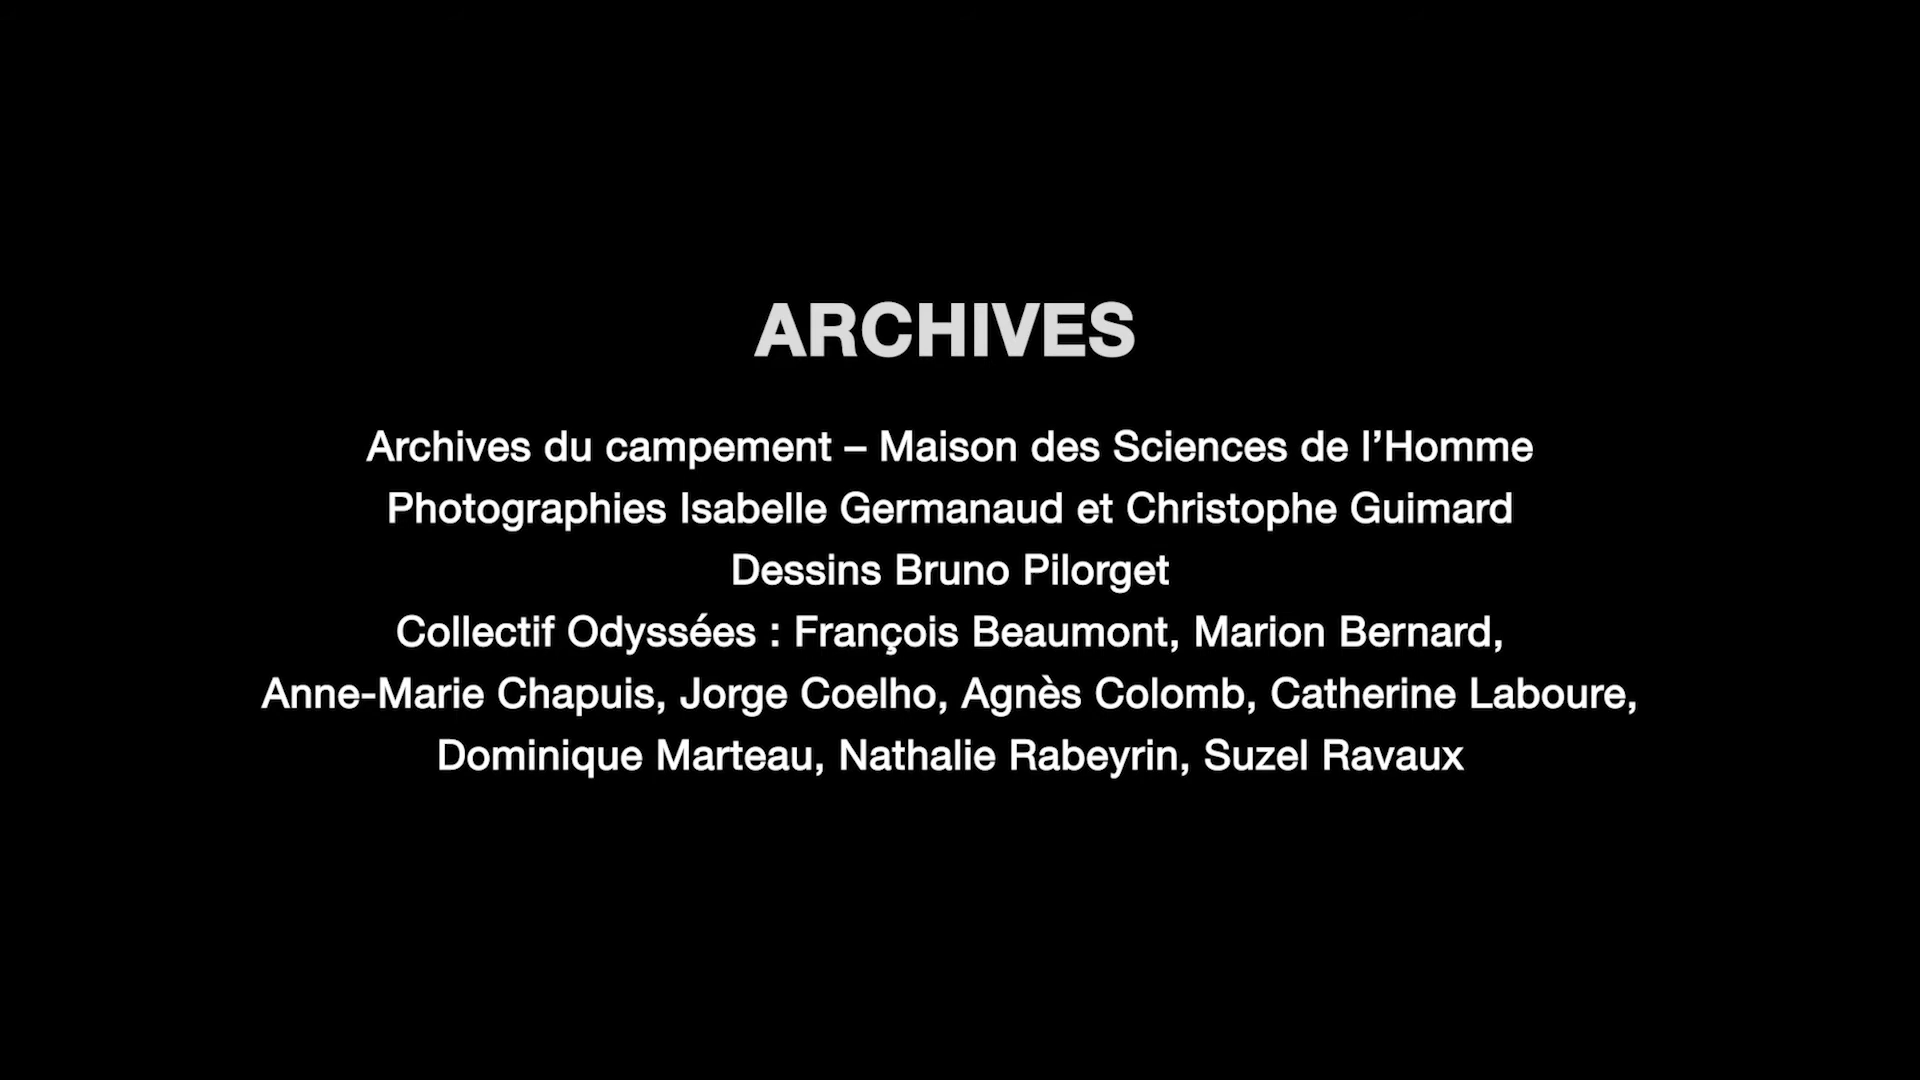 ARCHIVES
Archives du campement – Maison des Sciences de l’Homme
Photographies Isabelle Germanaud et Christophe Guimard
Dessins Bruno Pilorget
Collectif Odyssées : François Beaumont, Marion Bernard,
Anne-Marie Chapuis, Jorge Coelho, Agnès Colomb, Catherine Laboure,
Dominique Marteau, Nathalie Rabeyrin, Suzel Ravaux